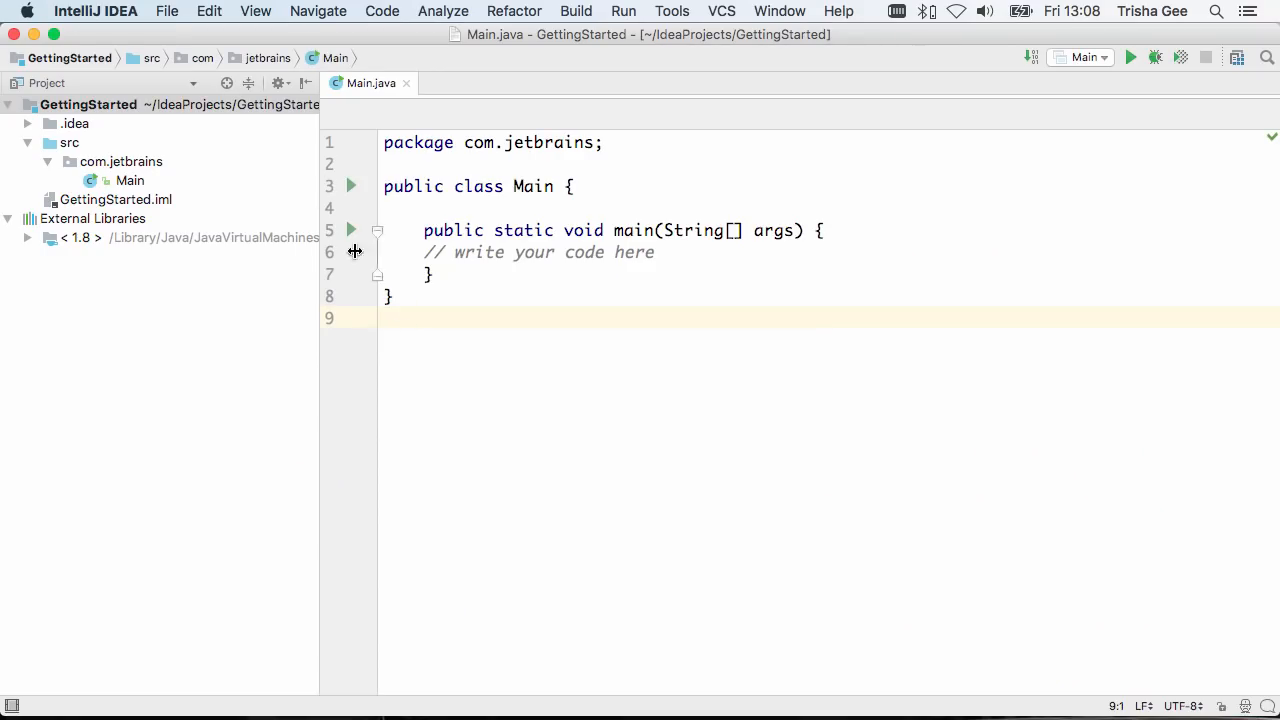 IntelliJ IDEA File Edit View Navigate Code Analyze Refactor Build Run Tools VCS Window Help Fri 13:08 Trisha Gee
Main.java - GettingStarted - [~/IdeaProjects/GettingStarted]
GettingStarted src com jetbrains Main Main
Project Main.java
GettingStarted ~/IdeaProjects/GettingStarte
.idea
src
com.jetbrains
Main
GettingStarted.iml
External Libraries
< 1.8 > /Library/Java/JavaVirtualMachines
1 package com.jetbrains;
2
3 public class Main {
4
5 public static void main(String[] args) {
6 // write your code here
7 }
8 }
9
9:1 LF UTF-8